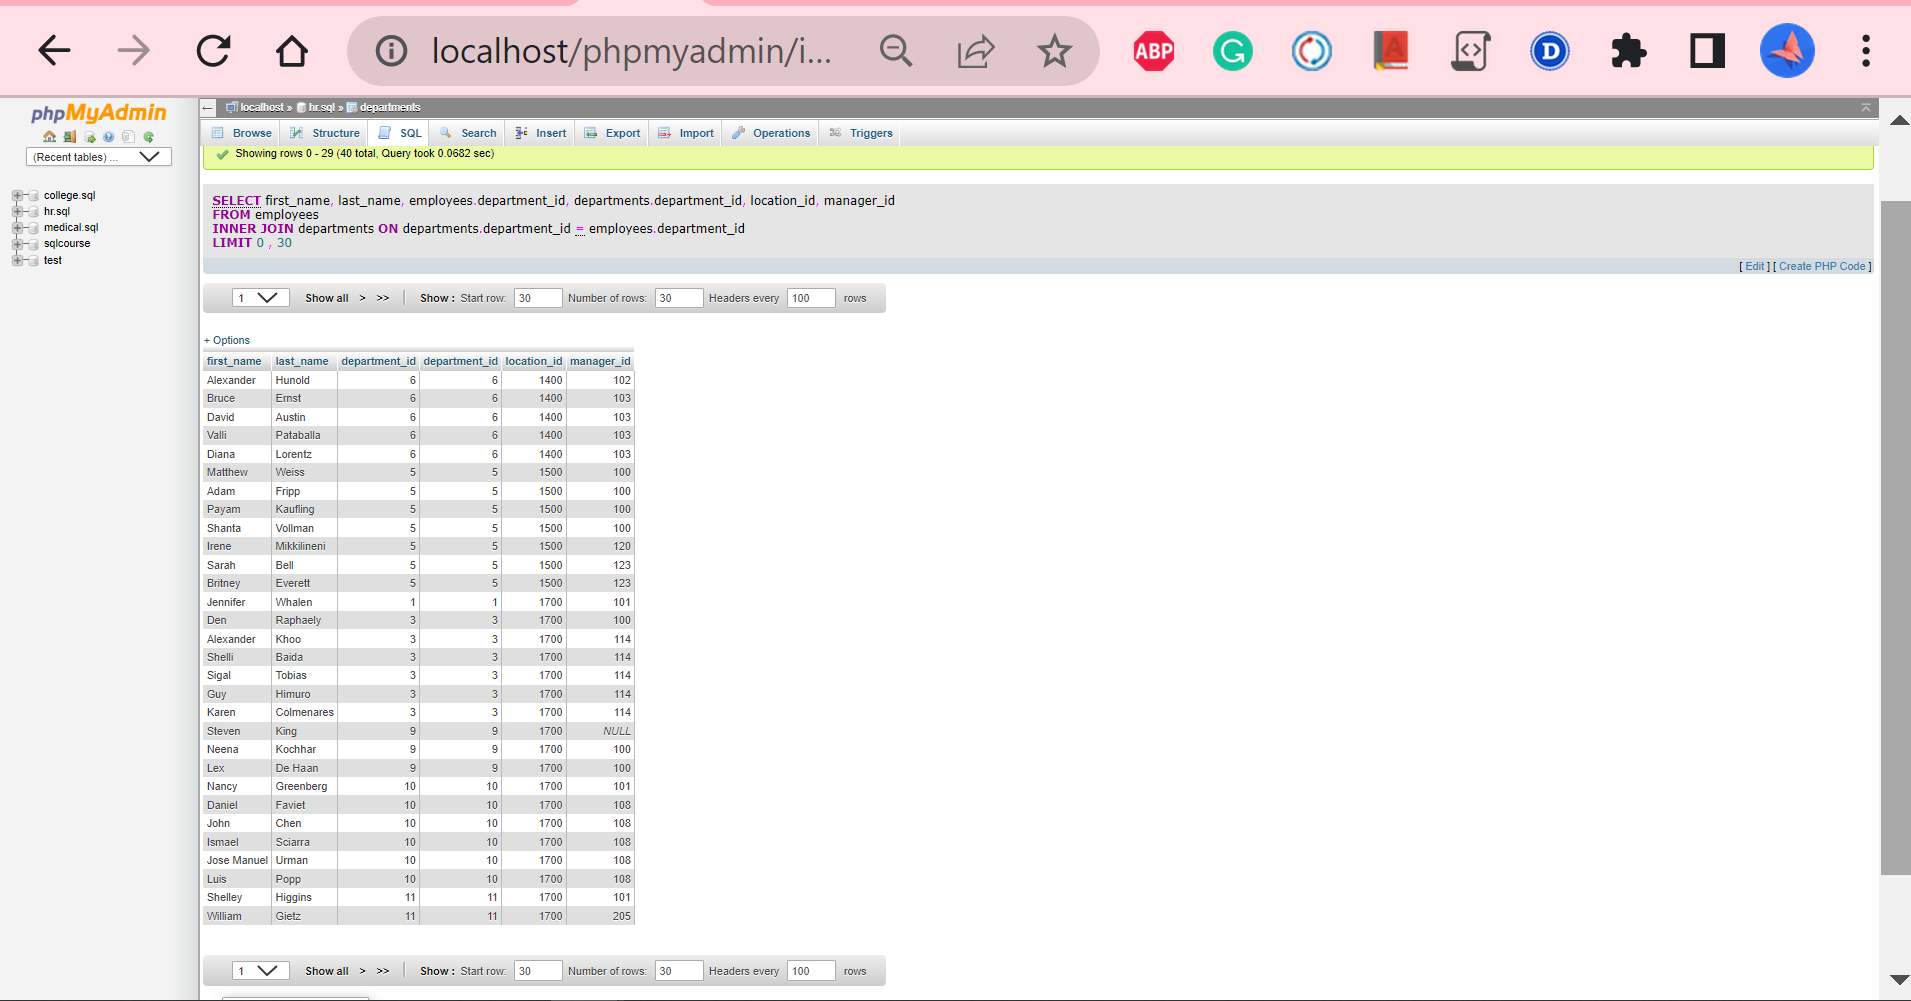 localhost/phpmyadmin/i...
ABP
G
A
D
phpMyAdmin
(Recent tables) ...
college.sql
hr.sql
medical.sql
sqlcourse
test
localhost » hr.sql » departments
Browse Structure SQL Search Insert Export Import Operations Triggers
Showing rows 0 - 29 (40 total, Query took 0.0682 sec)
SELECT first_name, last_name, employees.department_id, departments.department_id, location_id, manager_id
FROM employees
INNER JOIN departments ON departments.department_id = employees.department_id
LIMIT 0 , 30
[ Edit ] [ Create PHP Code ]
1 Show all > >> Show : Start row: 30 Number of rows: 30 Headers every 100 rows
+ Options
first_name last_name department_id department_id location_id manager_id
Alexander Hunold 6 6 1400 102
Bruce Ernst 6 6 1400 103
David Austin 6 6 1400 103
Valli Pataballa 6 6 1400 103
Diana Lorentz 6 6 1400 103
Matthew Weiss 5 5 1500 100
Adam Fripp 5 5 1500 100
Payam Kaufling 5 5 1500 100
Shanta Vollman 5 5 1500 100
Irene Mikkilineni 5 5 1500 120
Sarah Bell 5 5 1500 123
Britney Everett 5 5 1500 123
Jennifer Whalen 1 1 1700 101
Den Raphaely 3 3 1700 100
Alexander Khoo 3 3 1700 114
Shelli Baida 3 3 1700 114
Sigal Tobias 3 3 1700 114
Guy Himuro 3 3 1700 114
Karen Colmenares 3 3 1700 114
Steven King 9 9 1700 NULL
Neena Kochhar 9 9 1700 100
Lex De Haan 9 9 1700 100
Nancy Greenberg 10 10 1700 101
Daniel Faviet 10 10 1700 108
John Chen 10 10 1700 108
Ismael Sciarra 10 10 1700 108
Jose Manuel Urman 10 10 1700 108
Luis Popp 10 10 1700 108
Shelley Higgins 11 11 1700 101
William Gietz 11 11 1700 205
1 Show all > >> Show : Start row: 30 Number of rows: 30 Headers every 100 rows